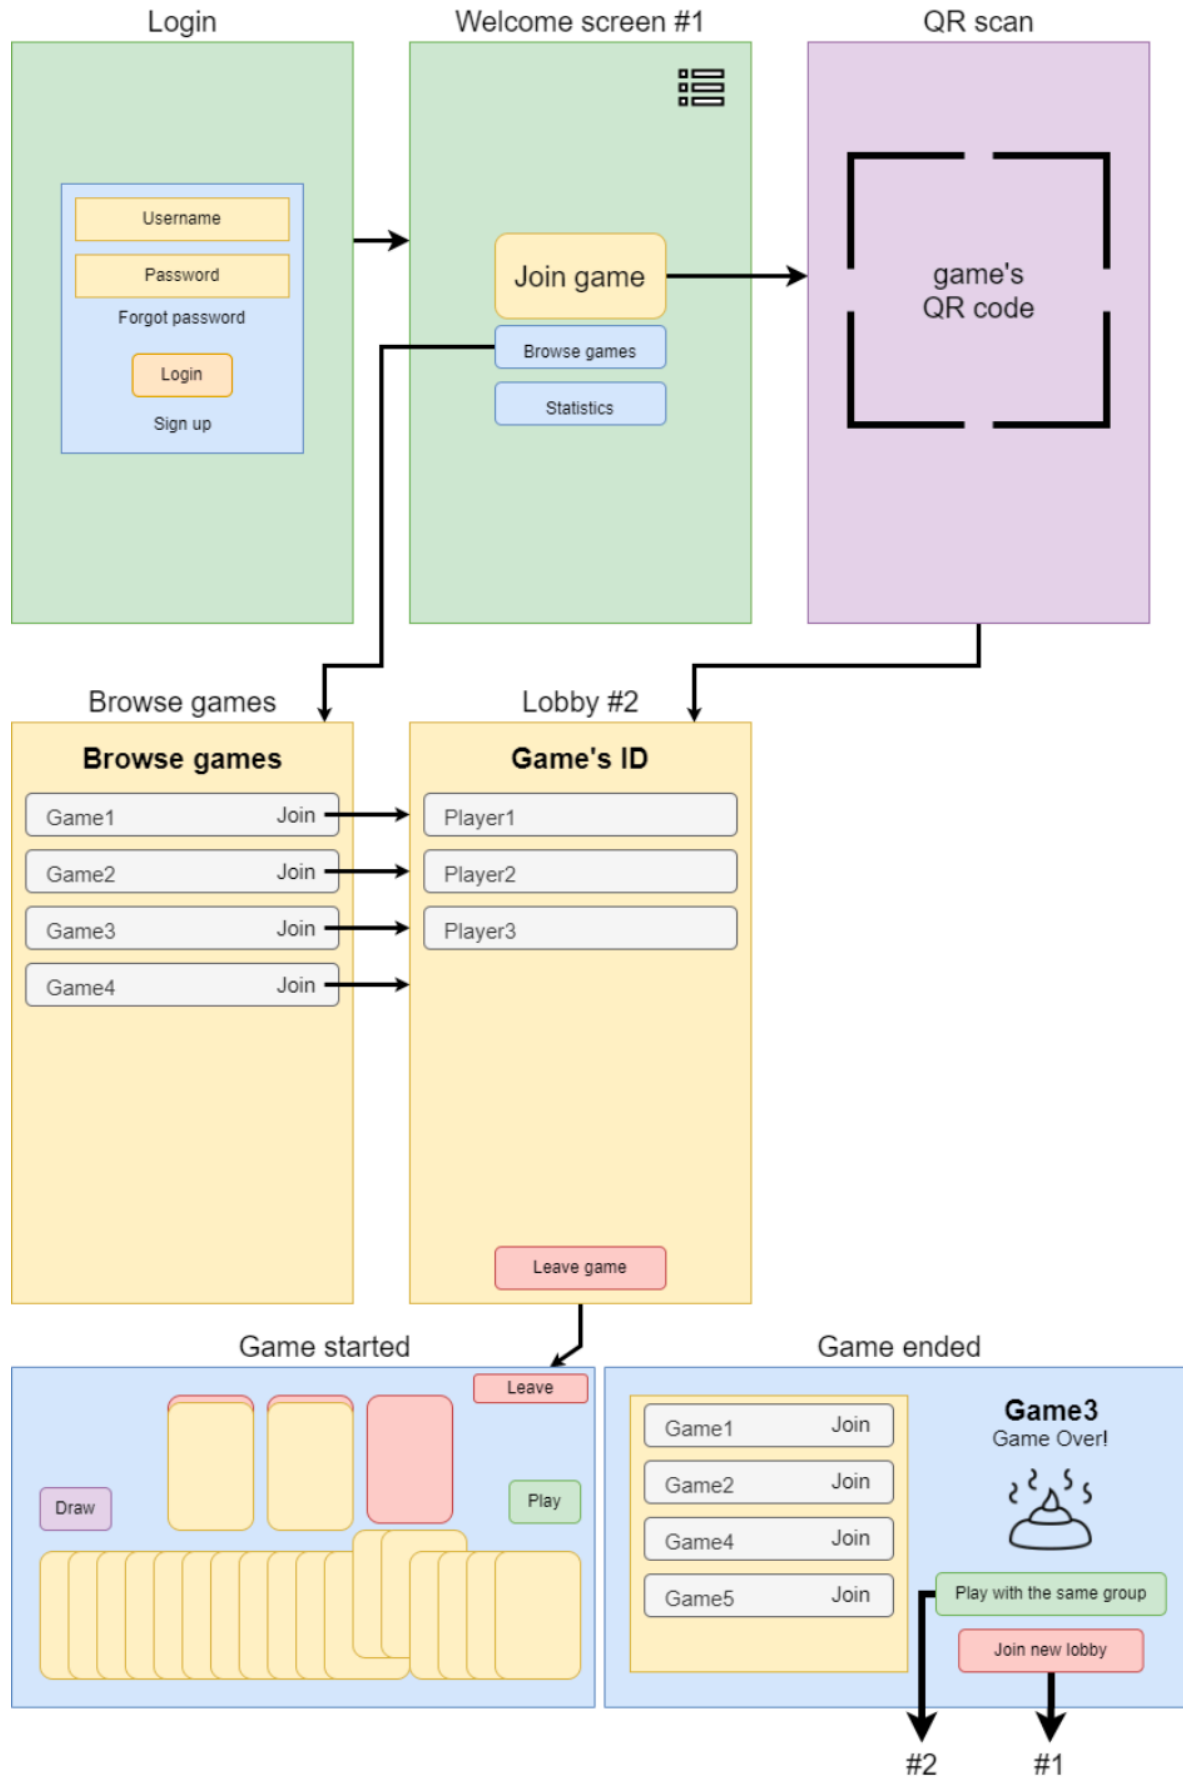 Login
Welcome screen #1
QR scan
Username
Password
Forgot password
Login
Sign up
Join game
Browse games
Statistics
game's
QR code
Browse games
Lobby #2
Browse games
Game1 Join
Game2 Join
Game3 Join
Game4 Join
Game's ID
Player1
Player2
Player3
Leave game
Game started
Game ended
Leave
Draw
Play
Game1 Join
Game2 Join
Game4 Join
Game5 Join
Game3
Game Over!
Play with the same group
Join new lobby
#2
#1